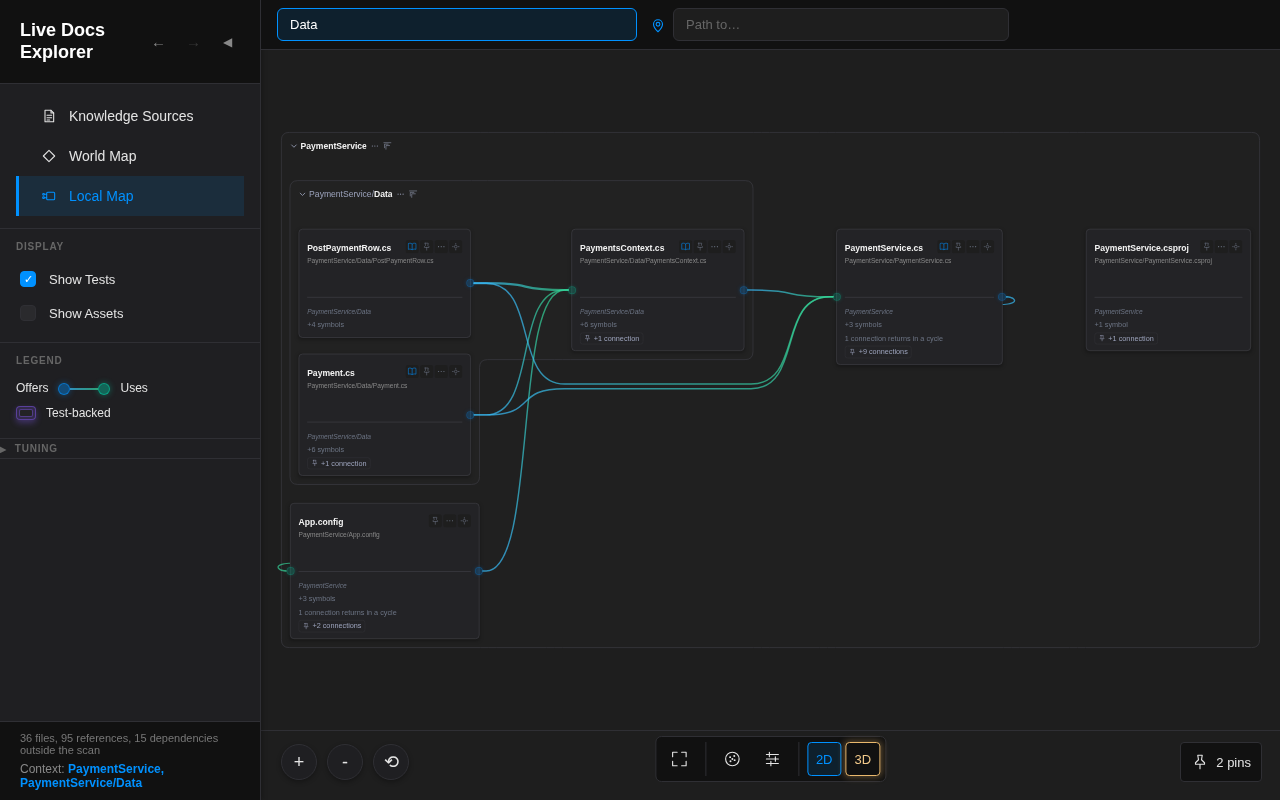 Live Docs
Explorer
Data
Path to…
Knowledge Sources
World Map
Local Map
DISPLAY
✓ Show Tests
Show Assets
LEGEND
Offers Uses
Test-backed
TUNING
36 files, 95 references, 15 dependencies
outside the scan
Context: PaymentService,
PaymentService/Data
PaymentService
PaymentService/Data
PostPaymentRow.cs
PaymentService/Data/PostPaymentRow.cs
PaymentService/Data
+4 symbols
PaymentsContext.cs
PaymentService/Data/PaymentsContext.cs
PaymentService/Data
+6 symbols
+1 connection
PaymentService.cs
PaymentService/PaymentService.cs
PaymentService
+3 symbols
1 connection returns in a cycle
+9 connections
PaymentService.csproj
PaymentService/PaymentService.csproj
PaymentService
+1 symbol
+1 connection
Payment.cs
PaymentService/Data/Payment.cs
PaymentService/Data
+6 symbols
+1 connection
App.config
PaymentService/App.config
PaymentService
+3 symbols
1 connection returns in a cycle
+2 connections
+ - 2D 3D
2 pins